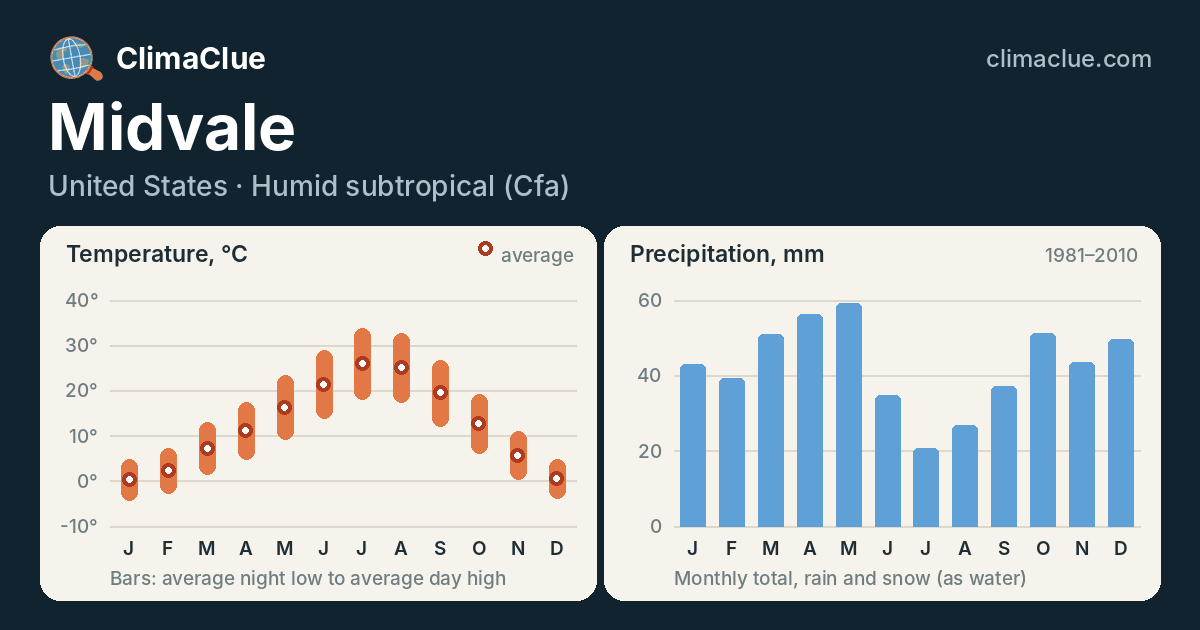 ClimaClue
climaclue.com
Midvale
United States · Humid subtropical (Cfa)
Temperature, °C
average
40°
30°
20°
10°
0°
-10°
J F M A M J J A S O N D
Bars: average night low to average day high
Precipitation, mm
1981–2010
60
40
20
0
J F M A M J J A S O N D
Monthly total, rain and snow (as water)